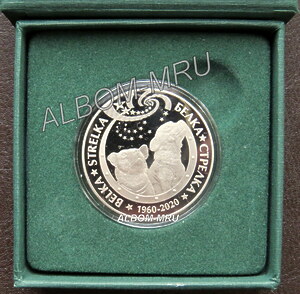 ALBOM-MRU
BELKA ★ STRELKA
БЕЛКА ★ СТРЕЛКА
★ 1960-2020 ★
ALBOM-MRU